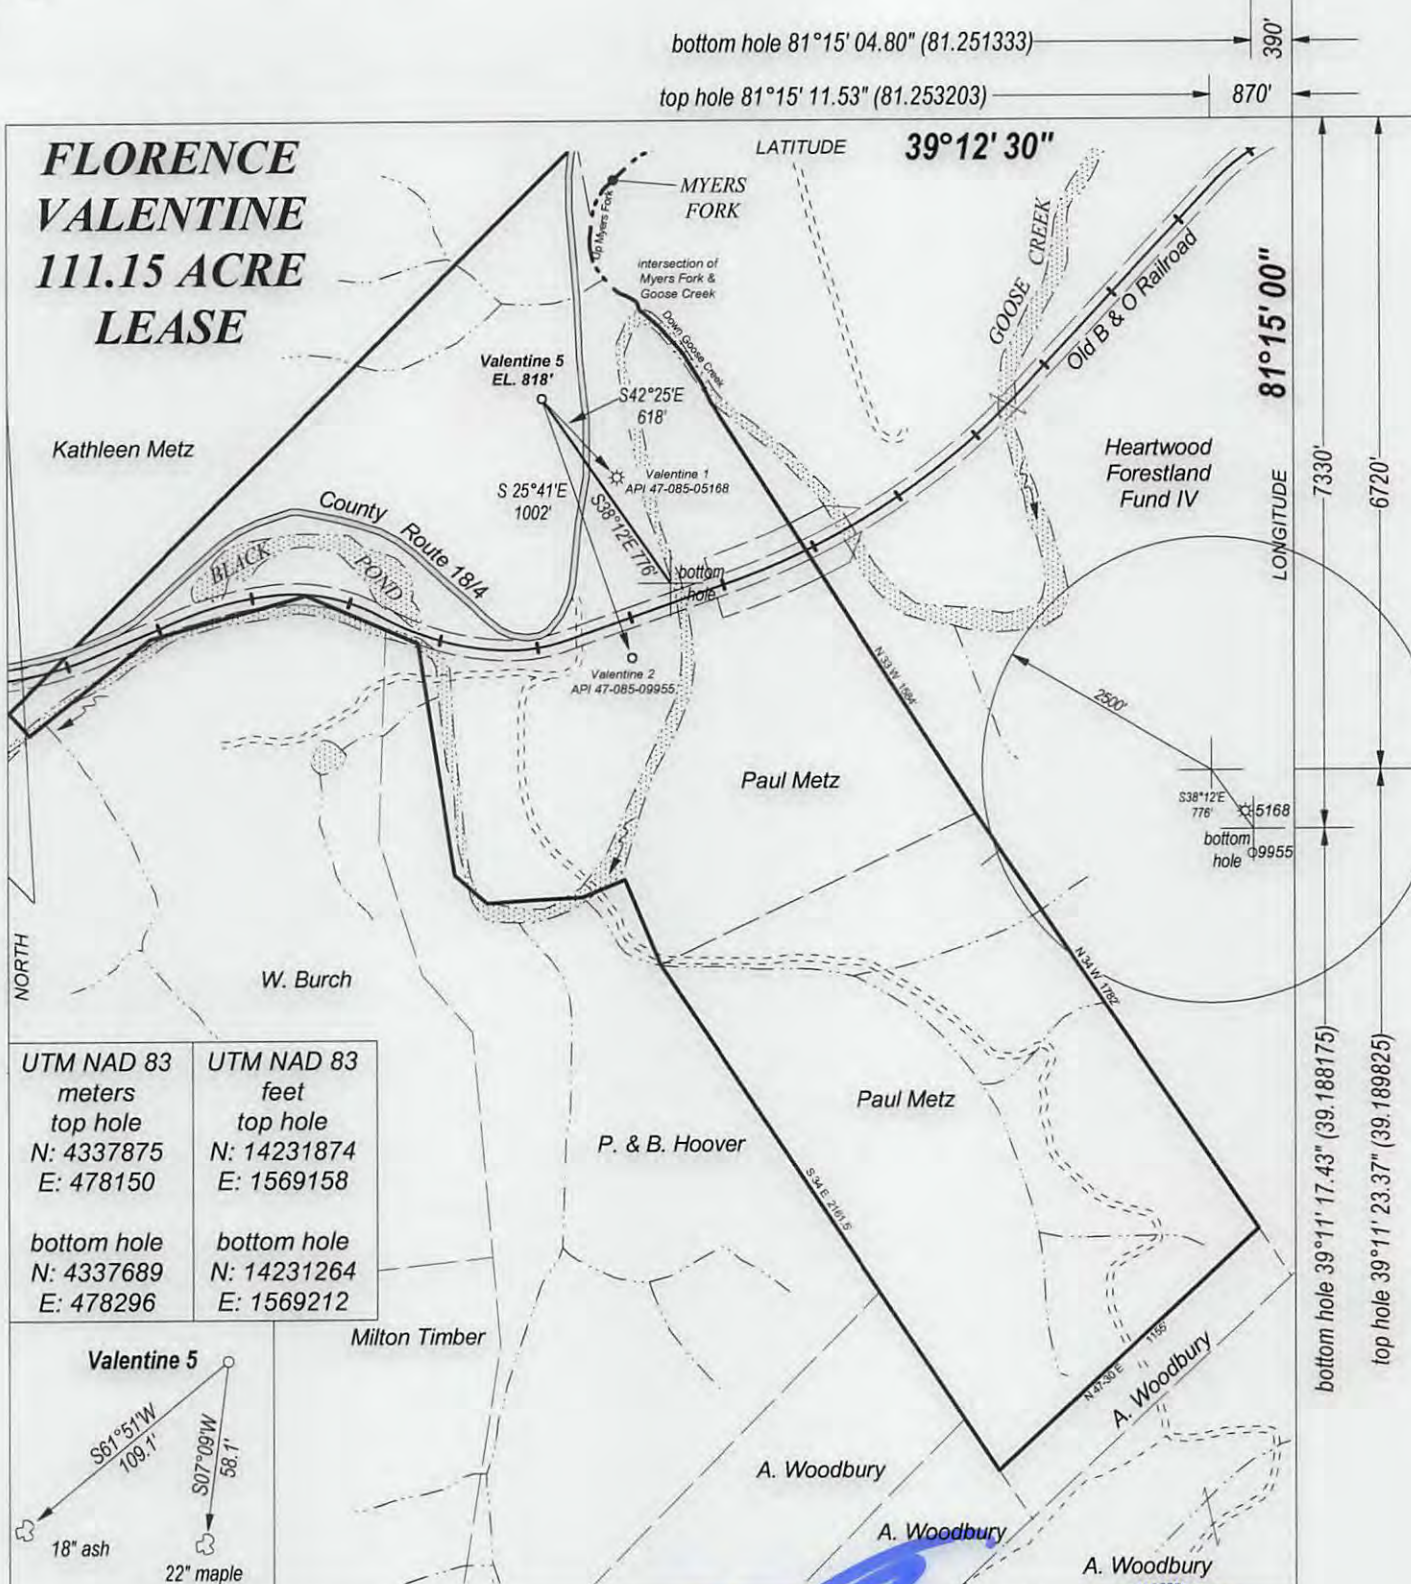 bottom hole 81°15' 04.80" (81.251333)
390'
top hole 81°15' 11.53" (81.253203)
870'
FLORENCE
VALENTINE
111.15 ACRE
LEASE
LATITUDE 39°12' 30"
MYERS
FORK
Up Myers Fork
intersection of
Myers Fork &
Goose Creek
Down Goose Creek
GOOSE CREEK
Old B & O Railroad
LONGITUDE 81°15' 00"
7330'
6720'
Valentine 5
EL. 818'
S42°25'E
618'
Kathleen Metz
Heartwood
Forestland
Fund IV
Valentine 1
API 47-085-05168
S 25°41'E
1002'
S38°12'E 776'
County Route 18/4
BLACK POND
bottom
hole
Valentine 2
API 47-085-09955
N 33 W 1584'
2500'
Paul Metz
S38°12'E
776'
5168
bottom
hole
9955
NORTH
W. Burch
N 34 W 1782'
UTM NAD 83
meters
top hole
N: 4337875
E: 478150
bottom hole
N: 4337689
E: 478296
UTM NAD 83
feet
top hole
N: 14231874
E: 1569158
bottom hole
N: 14231264
E: 1569212
Paul Metz
P. & B. Hoover
S 34 E 2161.5'
bottom hole 39°11' 17.43" (39.188175)
top hole 39°11' 23.37" (39.189825)
Milton Timber
N 47-30 E 1155'
A. Woodbury
Valentine 5
S61°51'W
109.1'
S07°09'W
58.1'
18" ash
22" maple
A. Woodbury
A. Woodbury
A. Woodbury